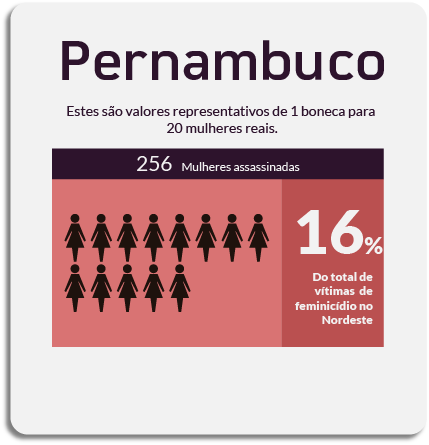 Pernambuco
Estes são valores representativos de 1 boneca para
20 mulheres reais.
256 Mulheres assassinadas
16%
Do total de
vítimas de
feminicídio no
Nordeste